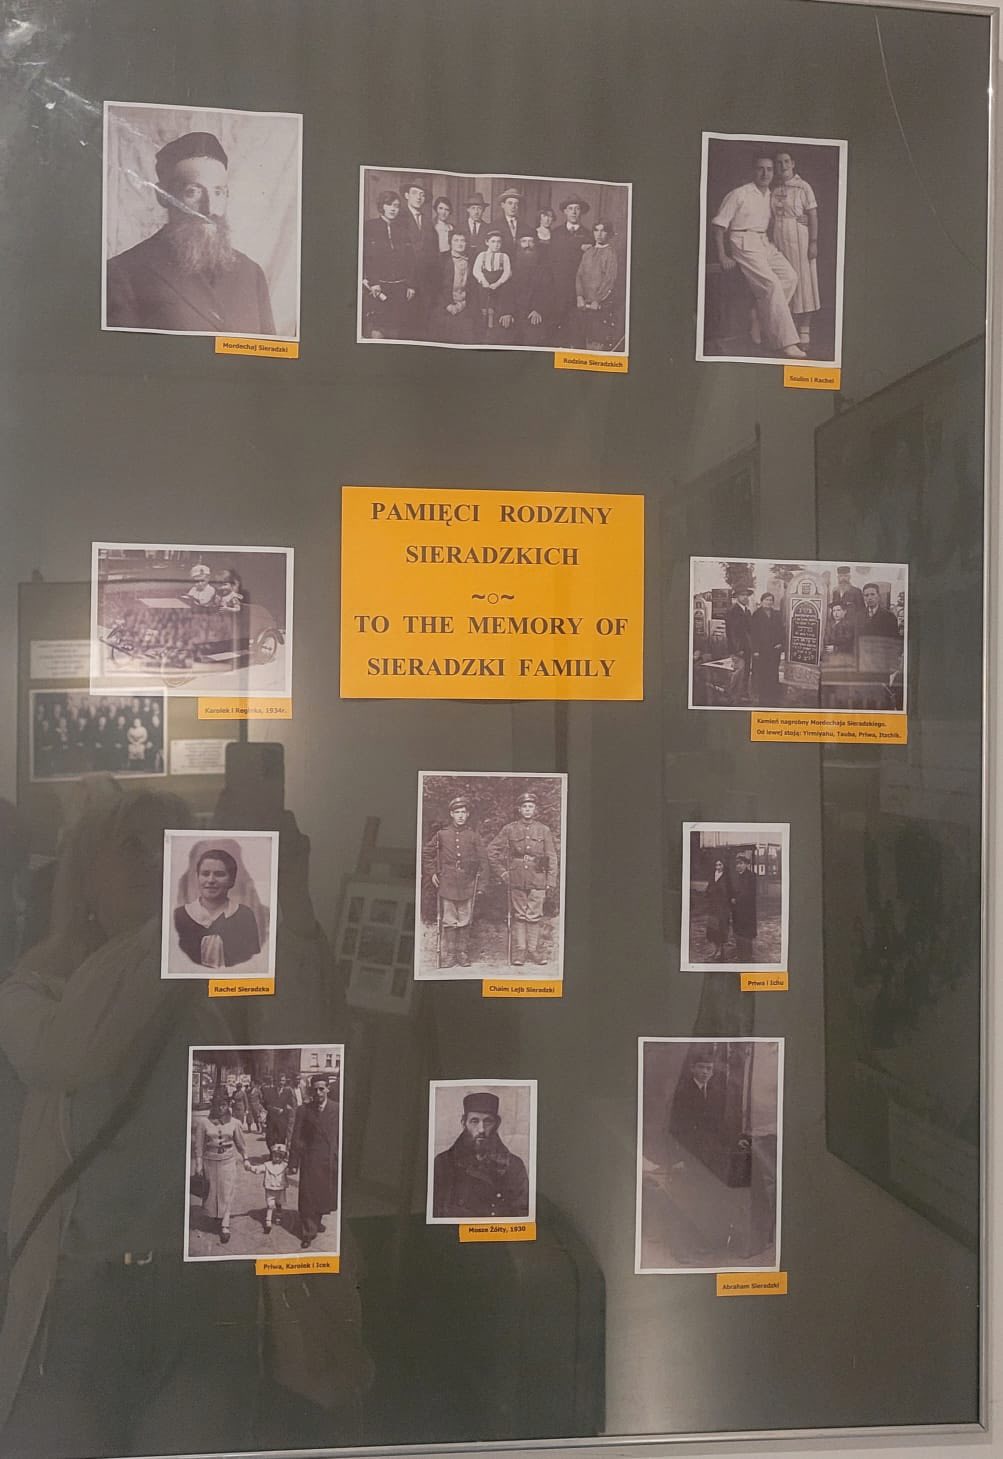 Mordechaj Sieradzki
Rodzina Sieradzkich
Szulim i Rachel
PAMIĘCI RODZINY
SIERADZKICH
~○~
TO THE MEMORY OF
SIERADZKI FAMILY
Karolek i Reginka, 1934r.
Kamień nagrobny Mordechaja Sieradzkiego.
Od lewej stoją: Yirmiyahu, Tauba, Priwa, Itzchik.
Rachel Sieradzka
Chaim Lejb Sieradzki
Priwa i Ichu
Priwa, Karolek i Icek
Mosze Żółty, 1930
Abraham Sieradzki